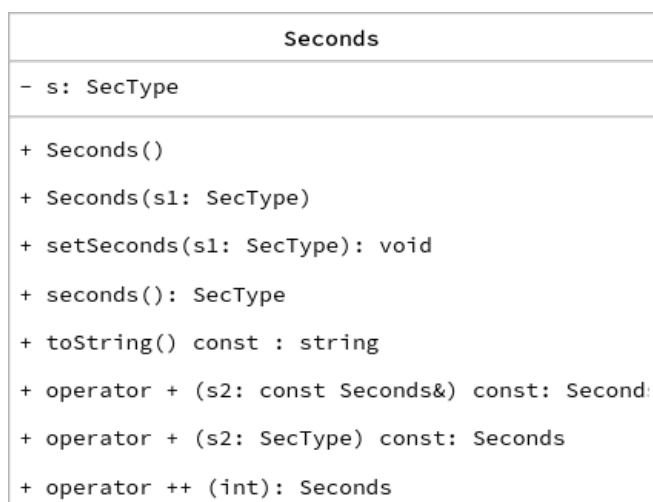 Seconds
- s: SecType
+ Seconds()
+ Seconds(s1: SecType)
+ setSeconds(s1: SecType): void
+ seconds(): SecType
+ toString() const : string
+ operator + (s2: const Seconds&) const: Second
+ operator + (s2: SecType) const: Seconds
+ operator ++ (int): Seconds